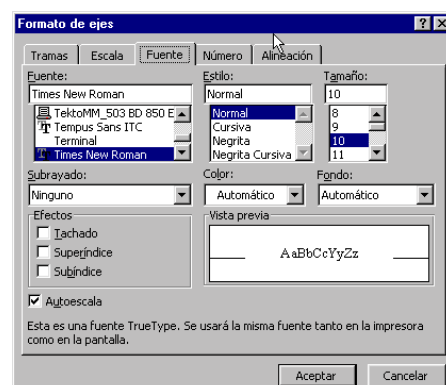 Formato de ejes
Tramas Escala Fuente Número Alineación
Fuente: Estilo: Tamaño:
Times New Roman Normal 10
TektoMM_503 BD 850 E Normal 8
Tempus Sans ITC Cursiva 9
Terminal Negrita 10
Times New Roman Negrita Cursiva 11
Subrayado: Color: Fondo:
Ninguno Automático Automático
Efectos Vista previa
Tachado
Superíndice AaBbCcYyZz
Subíndice
Autoescala
Esta es una fuente TrueType. Se usará la misma fuente tanto en la impresora
como en la pantalla.
Aceptar Cancelar